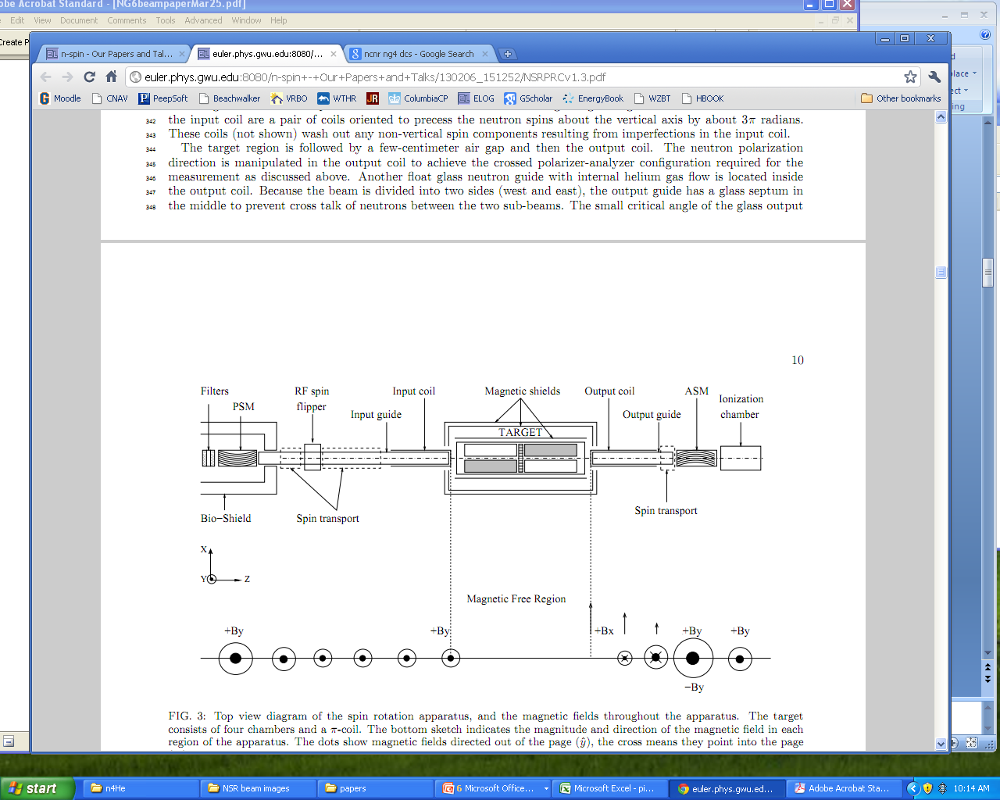 obe Acrobat Standard - [NG6beampaperMar25.pdf]
Edit View Document Comments Tools Advanced Window Help
Create P
n-spin - Our Papers and Tal... euler.phys.gwu.edu:8080/... ncnr ng4 dcs - Google Search
euler.phys.gwu.edu:8080/n-spin+-+Our+Papers+and+Talks/130206_151252/NSRPRCv1.3.pdf
Moodle CNAV PeepSoft Beachwalker VRBO WTHR ColumbiaCP ELOG GScholar EnergyBook WZBT HBOOK Other bookmarks
342 the input coil are a pair of coils oriented to precess the neutron spins about the vertical axis by about 3π radians.
343 These coils (not shown) wash out any non-vertical spin components resulting from imperfections in the input coil.
344 The target region is followed by a few-centimeter air gap and then the output coil. The neutron polarization
345 direction is manipulated in the output coil to achieve the crossed polarizer-analyzer configuration required for the
346 measurement as discussed above. Another float glass neutron guide with internal helium gas flow is located inside
347 the output coil. Because the beam is divided into two sides (west and east), the output guide has a glass septum in
348 the middle to prevent cross talk of neutrons between the two sub-beams. The small critical angle of the glass output
10
Filters
PSM
RF spin
flipper
Input guide
Input coil
Magnetic shields
TARGET
Output coil
Output guide
ASM
Ionization
chamber
Bio-Shield
Spin transport
Spin transport
X
Y
Z
Magnetic Free Region
+By
+By
+Bx
+By
+By
-By
FIG. 3: Top view diagram of the spin rotation apparatus, and the magnetic fields throughout the apparatus. The target
consists of four chambers and a π-coil. The bottom sketch indicates the magnitude and direction of the magnetic field in each
region of the apparatus. The dots show magnetic fields directed out of the page (ŷ), the cross means they point into the page
start n4He NSR beam images papers 6 Microsoft Office... Microsoft Excel - pi... euler.phys.gwu.ed... Adobe Acrobat Sta... 10:14 AM